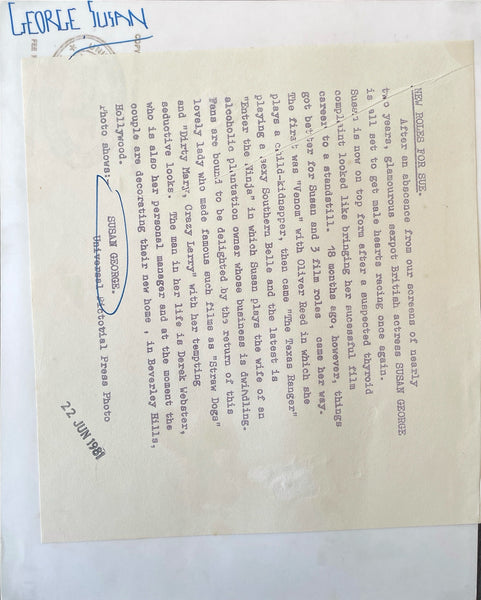 GEORGE SUSAN
COPY
NEW ROLES FOR SUE.
After an abscence from our screens of nearly
two years, glamourous sexpot British actress SUSAN GEORGE
is all set to get male hearts racing once again.
Susan is now on top form after a suspected thyroid
complaint looked like bringing her sucessful film
career to a standstill. 18 months ago, however, things
got better for Susan and 3 film roles came her way.
The first was "Venom" with Oliver Reed in which she
plays a child-kidnapper, then came "The Texas Ranger"
playing a sexy Southern Belle and the latest is
"Enter the Ninja" in which Susan plays the wife of an
alcoholic plantation owner whose business is dwindling.
Fans are bound to be delighted by the return of this
lovely lady who made famous such films as "Straw Dogs"
and "Dirty Mary, Crazy Larry" with her tempting
seductive looks. The man in her life is Derek Webster,
who is also her personal manager and at the moment the
couple are decorating their new home , in Beverley Hills,
Hollywood.
Photo shows: SUSAN GEORGE.
Universal Pictotial Press Photo
22 JUN 1981